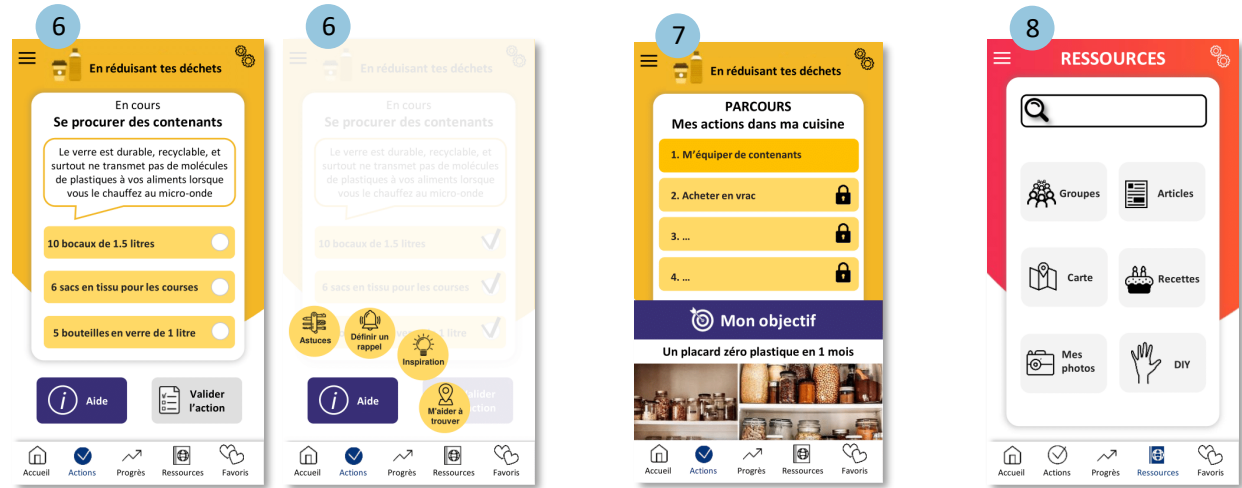 6
En réduisant tes déchets
En cours
Se procurer des contenants
Le verre est durable, recyclable, et
surtout ne transmet pas de molécules
de plastiques à vos aliments lorsque
vous le chauffez au micro-onde
10 bocaux de 1.5 litres
6 sacs en tissu pour les courses
5 bouteilles en verre de 1 litre
i
Aide
Valider
l'action
Accueil
Actions
Progrès
Ressources
Favoris
6
En réduisant tes déchets
En cours
Se procurer des contenants
Le verre est durable, recyclable, et
surtout ne transmet pas de molécules
de plastiques à vos aliments lorsque
vous le chauffez au micro-onde
10 bocaux de 1.5 litres
6 sacs en tissu pour les courses
1 litre
Astuces
Définir un
rappel
Inspiration
M'aider à
trouver
i
Aide
Accueil
Actions
Progrès
Ressources
Favoris
7
En réduisant tes déchets
PARCOURS
Mes actions dans ma cuisine
1. M'équiper de contenants
2. Acheter en vrac
3. ...
4. ...
Mon objectif
Un placard zéro plastique en 1 mois
Accueil
Actions
Progrès
Ressources
Favoris
8
RESSOURCES
Groupes
Articles
Carte
Recettes
Mes
photos
DIY
Accueil
Actions
Progrès
Ressources
Favoris